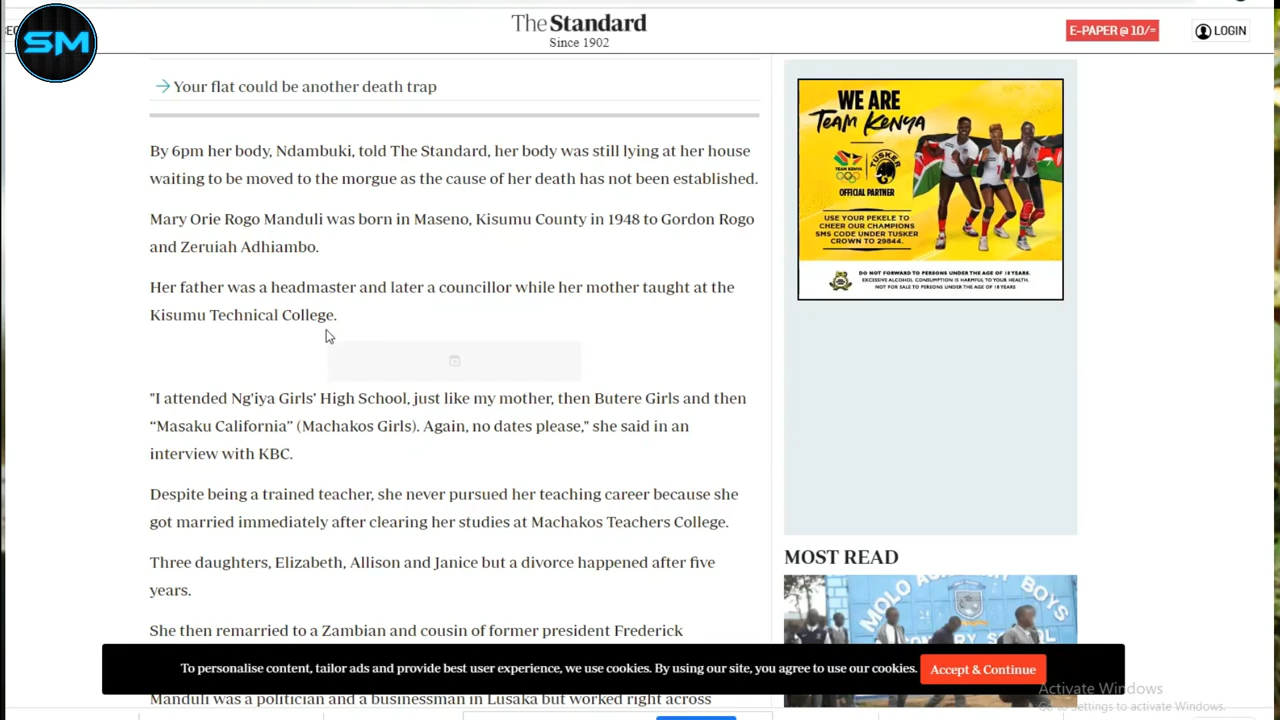 SM
The Standard
Since 1902
E-PAPER @ 10/=
LOGIN
Your flat could be another death trap
By 6pm her body, Ndambuki, told The Standard, her body was still lying at her house
waiting to be moved to the morgue as the cause of her death has not been established.
Mary Orie Rogo Manduli was born in Maseno, Kisumu County in 1948 to Gordon Rogo
and Zeruiah Adhiambo.
Her father was a headmaster and later a councillor while her mother taught at the
Kisumu Technical College.
"I attended Ng'iya Girls’ High School, just like my mother, then Butere Girls and then
“Masaku California” (Machakos Girls). Again, no dates please," she said in an
interview with KBC.
Despite being a trained teacher, she never pursued her teaching career because she
got married immediately after clearing her studies at Machakos Teachers College.
Three daughters, Elizabeth, Allison and Janice but a divorce happened after five
years.
She then remarried to a Zambian and cousin of former president Frederick
Manduli was a politician and a businessman in Lusaka but worked right across
WE ARE
TEAM KENYA
TEAM KENYA
TUSKER
OFFICIAL PARTNER
USE YOUR PEKELE TO
CHEER OUR CHAMPIONS
SMS CODE UNDER TUSKER
CROWN TO 29844.
DO NOT FORWARD TO PERSONS UNDER THE AGE OF 18 YEARS.
EXCESSIVE ALCOHOL CONSUMPTION IS HARMFUL TO YOUR HEALTH.
NOT FOR SALE TO PERSONS UNDER THE AGE OF 18 YEARS
MOST READ
MOLO ACADEMY BOYS
To personalise content, tailor ads and provide best user experience, we use cookies. By using our site, you agree to use our cookies.
Accept & Continue
Activate Windows
Go to Settings to activate Windows.